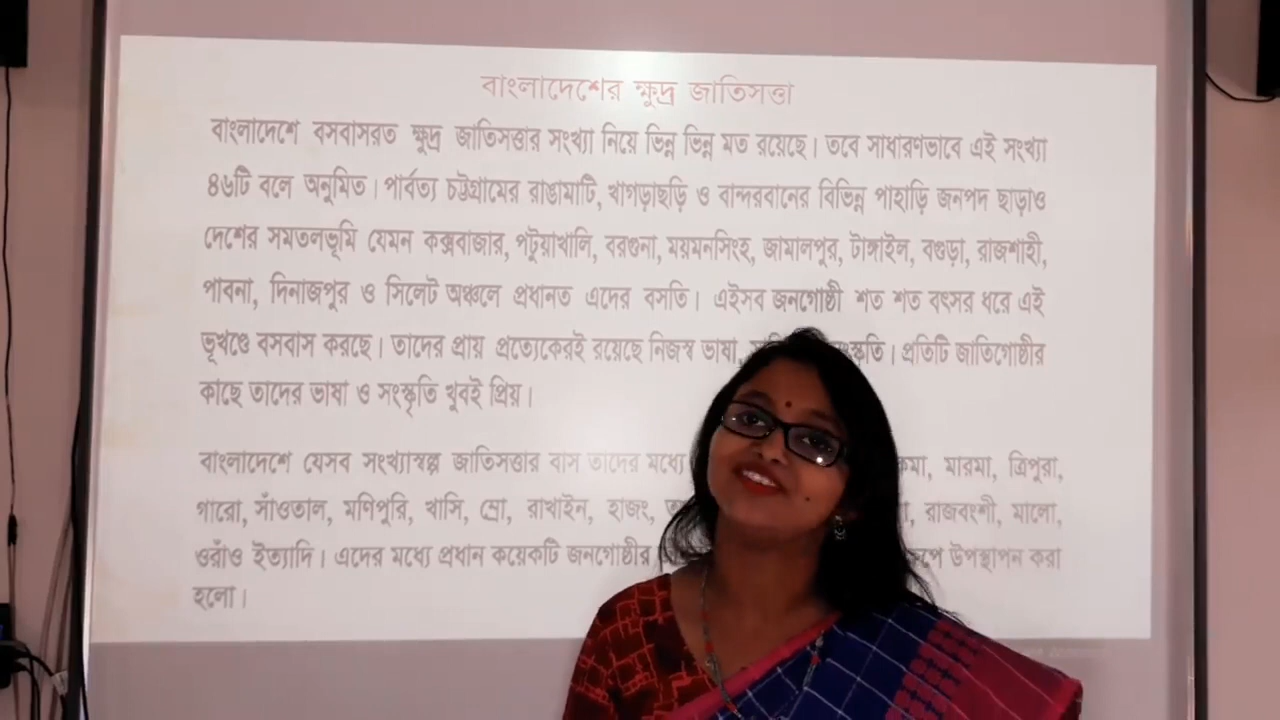 বাংলাদেশের ক্ষুদ্র জাতিসত্তা
বাংলাদেশে বসবাসরত ক্ষুদ্র জাতিসত্তার সংখ্যা নিয়ে ভিন্ন ভিন্ন মত রয়েছে। তবে সাধারণভাবে এই সংখ্যা
৪৬টি বলে অনুমিত। পার্বত্য চট্টগ্রামের রাঙামাটি, খাগড়াছড়ি ও বান্দরবানের বিভিন্ন পাহাড়ি জনপদ ছাড়াও
দেশের সমতলভূমি যেমন কক্সবাজার, পটুয়াখালি, বরগুনা, ময়মনসিংহ, জামালপুর, টাঙ্গাইল, বগুড়া, রাজশাহী,
পাবনা, দিনাজপুর ও সিলেট অঞ্চলে প্রধানত এদের বসতি। এইসব জনগোষ্ঠী শত শত বৎসর ধরে এই
ভূখণ্ডে বসবাস করছে। তাদের প্রায় প্রত্যেকেরই রয়েছে নিজস্ব ভাষা, প্রতিটি জাতিগোষ্ঠীর
কাছে তাদের ভাষা ও সংস্কৃতি খুবই প্রিয়।
বাংলাদেশে যেসব সংখ্যাস্বল্প জাতিসত্তার বাস তাদের মধ্যে মারমা, ত্রিপুরা,
গারো, সাঁওতাল, মণিপুরি, খাসি, ম্রো, রাখাইন, হাজং, রাজবংশী, মালো,
ওরাঁও ইত্যাদি। এদের মধ্যে প্রধান কয়েকটি জনগোষ্ঠীর উপস্থাপন করা
হলো।